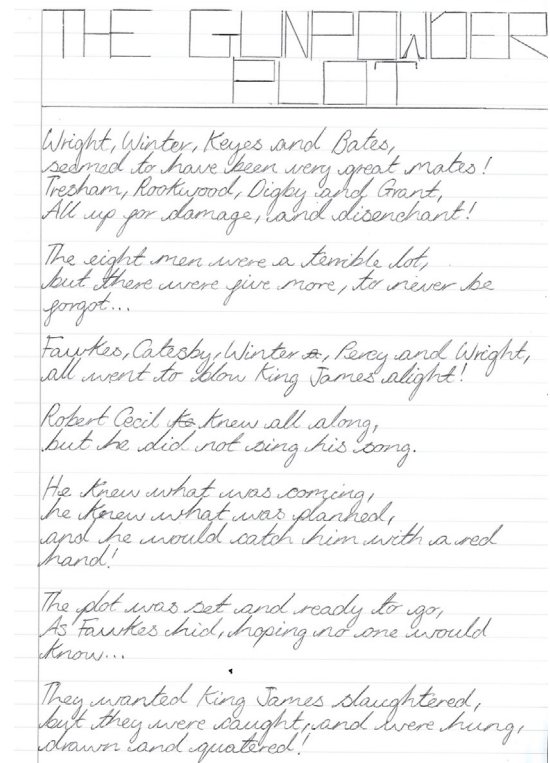 THE GUNPOWDER
PLOT
Wright, Winter, Keyes and Bates,
seemed to have been very great mates!
Tresham, Rookwood, Digby and Grant,
All up for damage, and disenchant!
The eight men were a terrible lot,
but there were five more, to never be
forgot...
Fawkes, Catesby, Winter, Percy and Wright,
all went to blow King James alight!
Robert Cecil knew all along,
but he did not sing his song.
He knew what was coming,
he knew what was planned,
and he would catch him with a red
hand!
The plot was set and ready to go,
As Fawkes hid, hoping no one would
know...
They wanted King James slaughtered,
but they were caught, and were hung,
drawn and quatered!